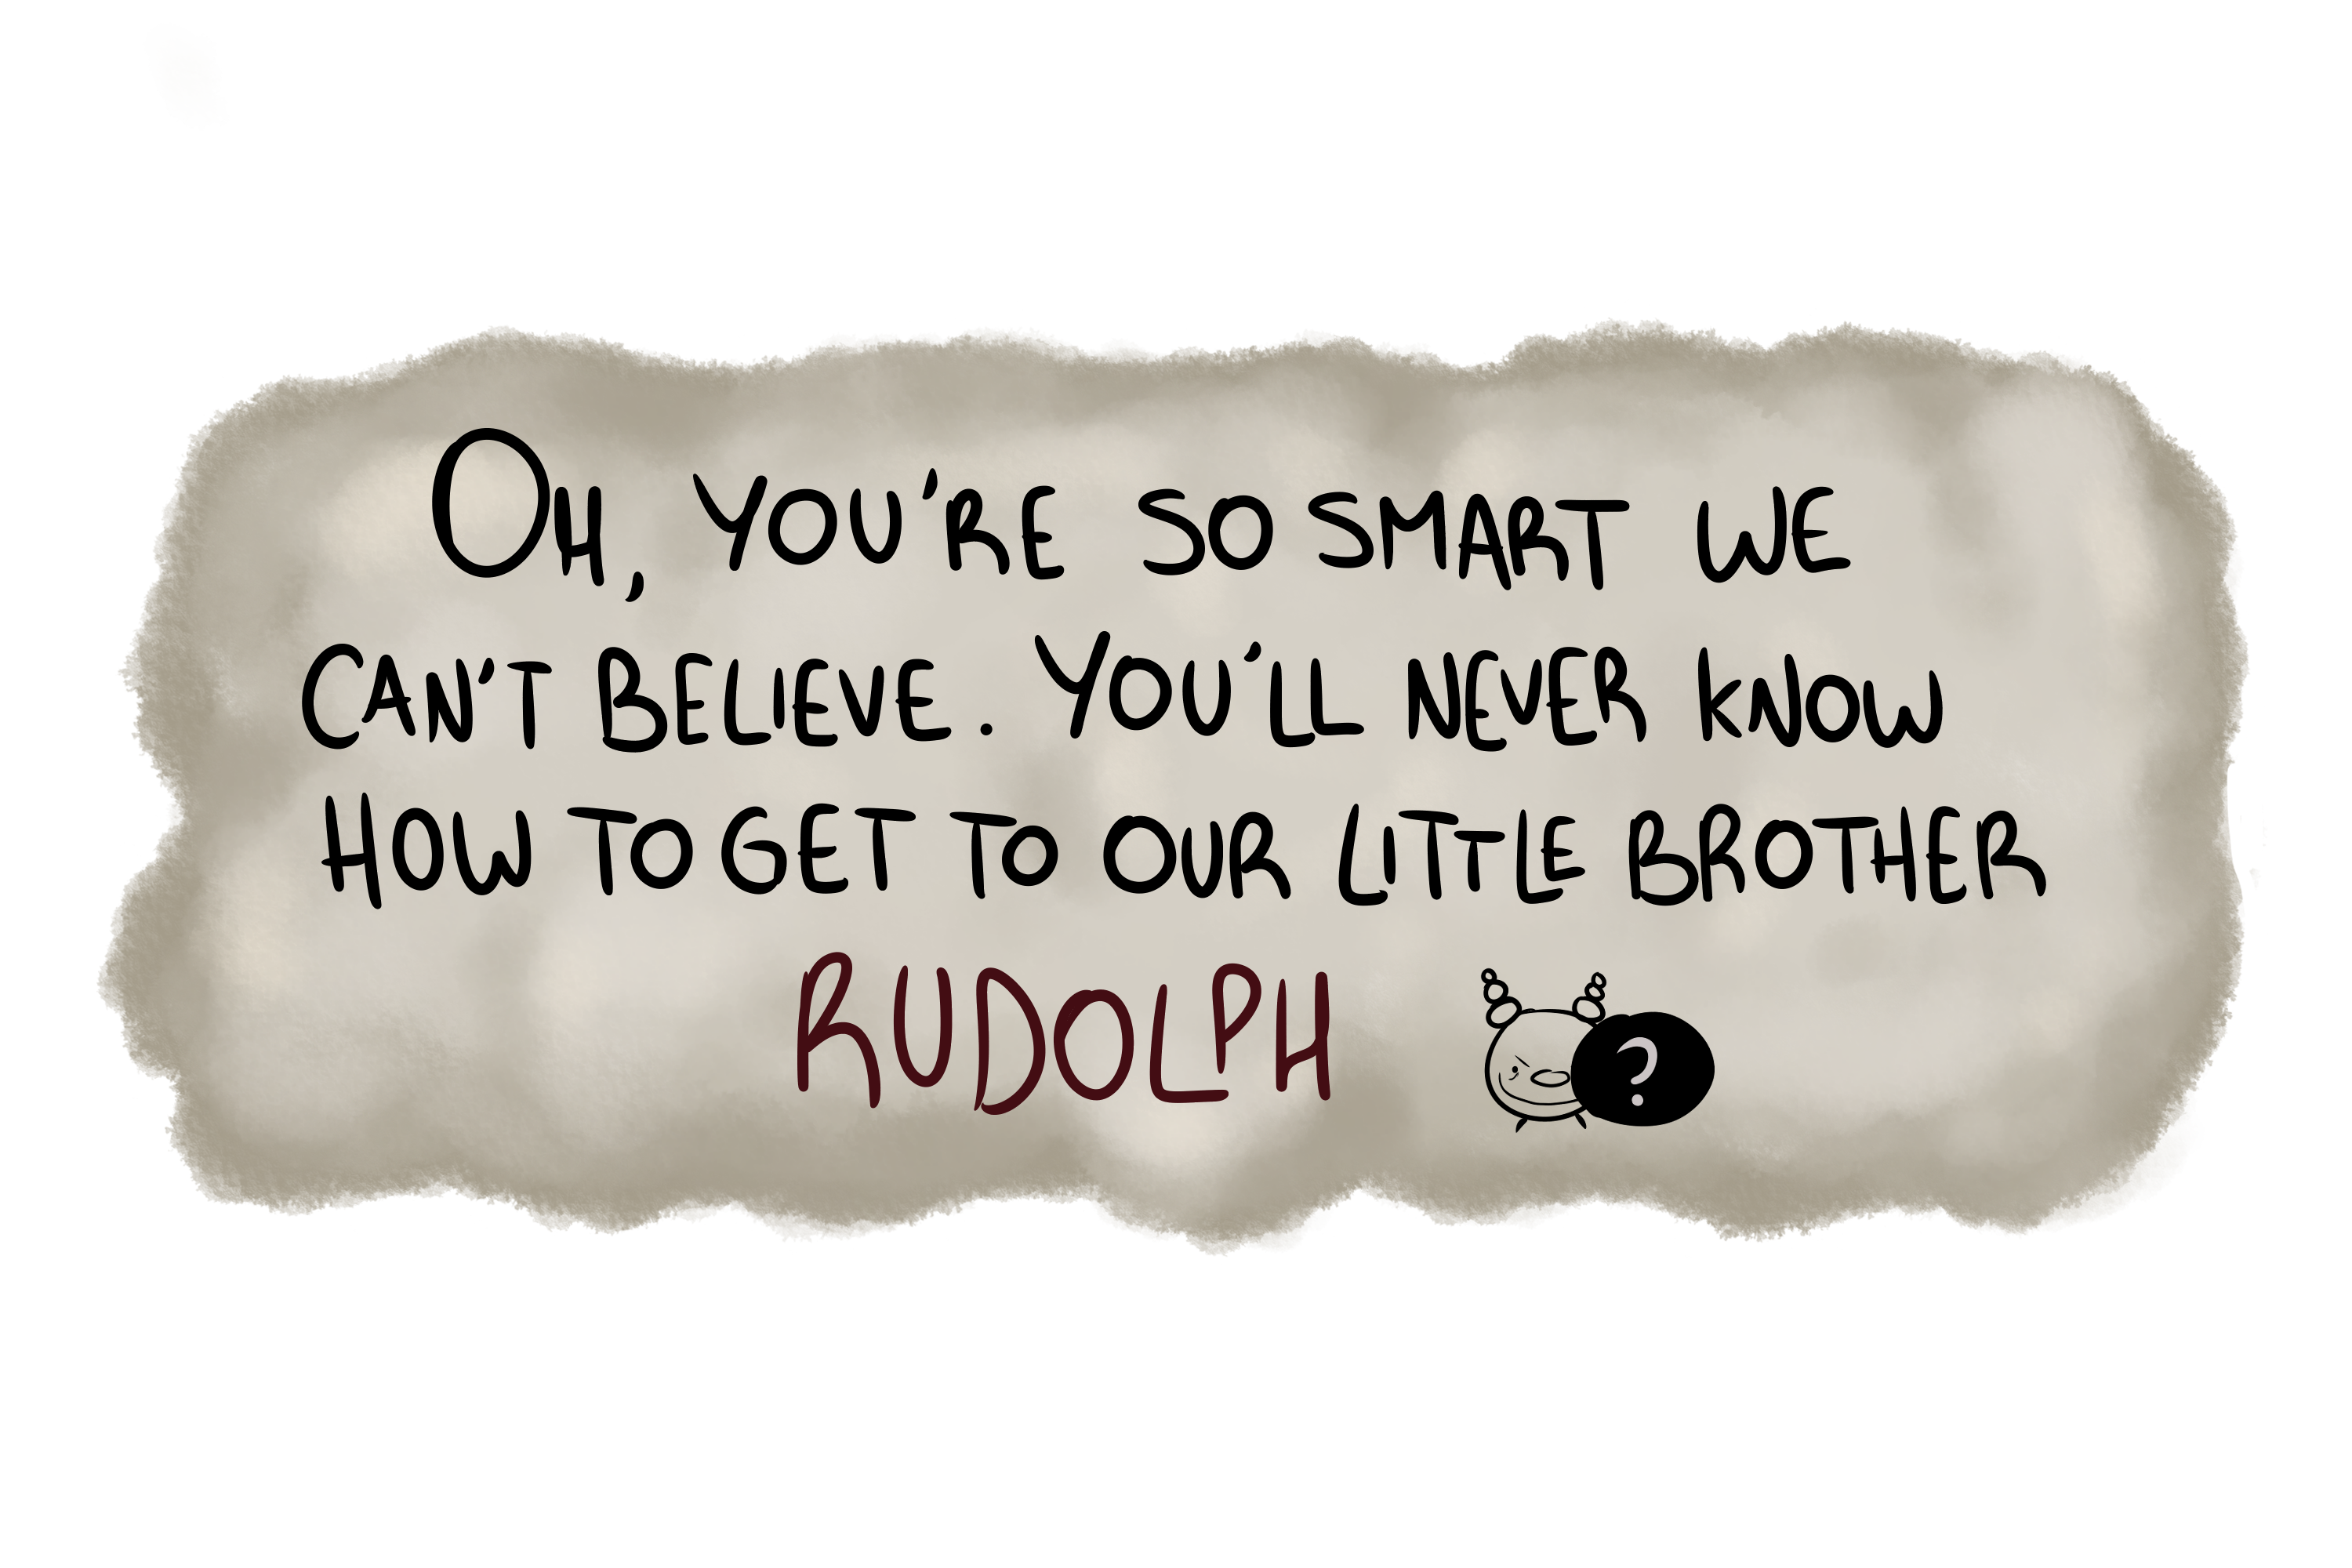 OH, YOU'RE SO SMART WE
CAN'T BELIEVE. YOU'LL NEVER KNOW
HOW TO GET TO OUR LITTLE BROTHER
RUDOLPH
?